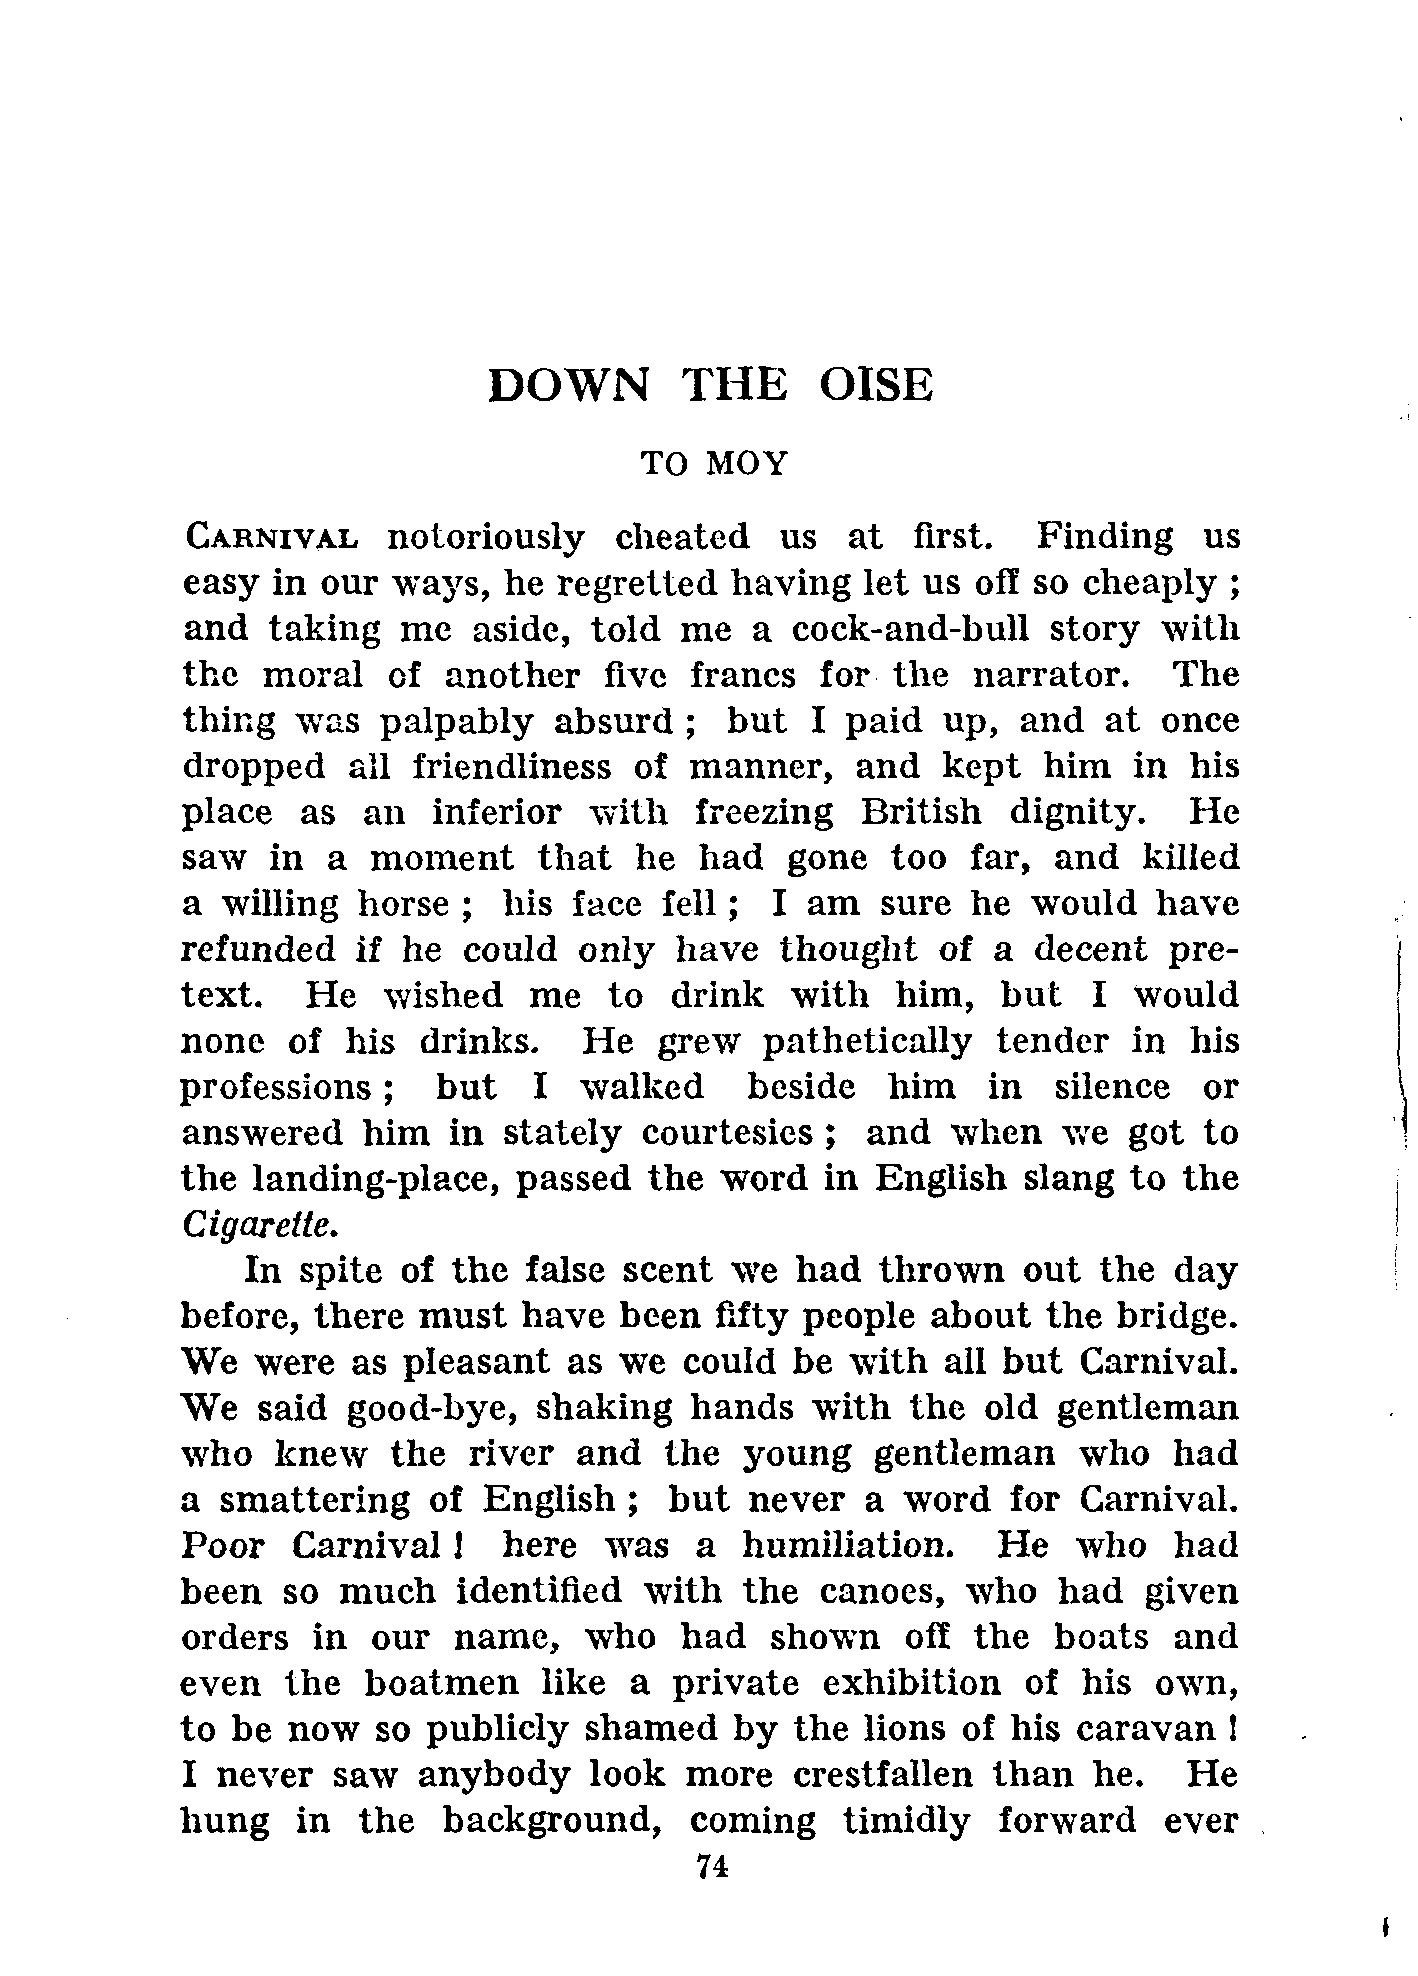 DOWN THE OISE
TO MOY
CARNIVAL notoriously cheated us at first. Finding us
easy in our ways, he regretted having let us off so cheaply ;
and taking me aside, told me a cock-and-bull story with
the moral of another five francs for the narrator. The
thing was palpably absurd ; but I paid up, and at once
dropped all friendliness of manner, and kept him in his
place as an inferior with freezing British dignity. He
saw in a moment that he had gone too far, and killed
a willing horse ; his face fell ; I am sure he would have
refunded if he could only have thought of a decent pre-
text. He wished me to drink with him, but I would
none of his drinks. He grew pathetically tender in his
professions ; but I walked beside him in silence or
answered him in stately courtesies ; and when we got to
the landing-place, passed the word in English slang to the
Cigarette.
In spite of the false scent we had thrown out the day
before, there must have been fifty people about the bridge.
We were as pleasant as we could be with all but Carnival.
We said good-bye, shaking hands with the old gentleman
who knew the river and the young gentleman who had
a smattering of English ; but never a word for Carnival.
Poor Carnival ! here was a humiliation. He who had
been so much identified with the canoes, who had given
orders in our name, who had shown off the boats and
even the boatmen like a private exhibition of his own,
to be now so publicly shamed by the lions of his caravan !
I never saw anybody look more crestfallen than he. He
hung in the background, coming timidly forward ever
74